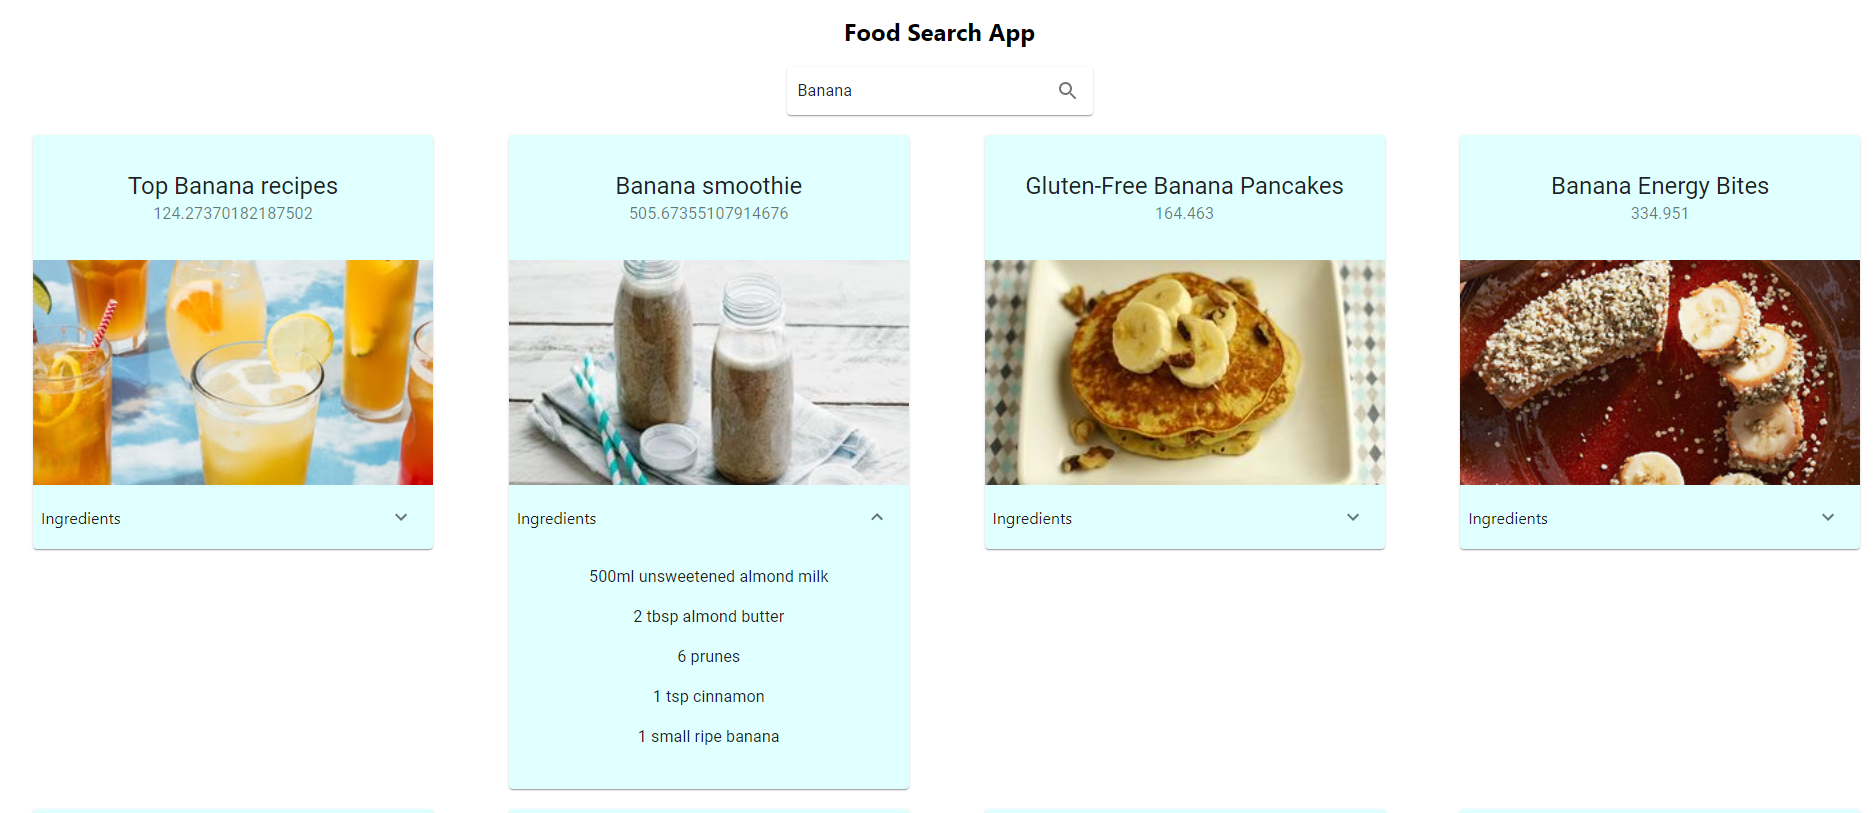 Food Search App
Banana
Top Banana recipes
124.27370182187502
Ingredients
Banana smoothie
505.67355107914676
Ingredients
500ml unsweetened almond milk
2 tbsp almond butter
6 prunes
1 tsp cinnamon
1 small ripe banana
Gluten-Free Banana Pancakes
164.463
Ingredients
Banana Energy Bites
334.951
Ingredients